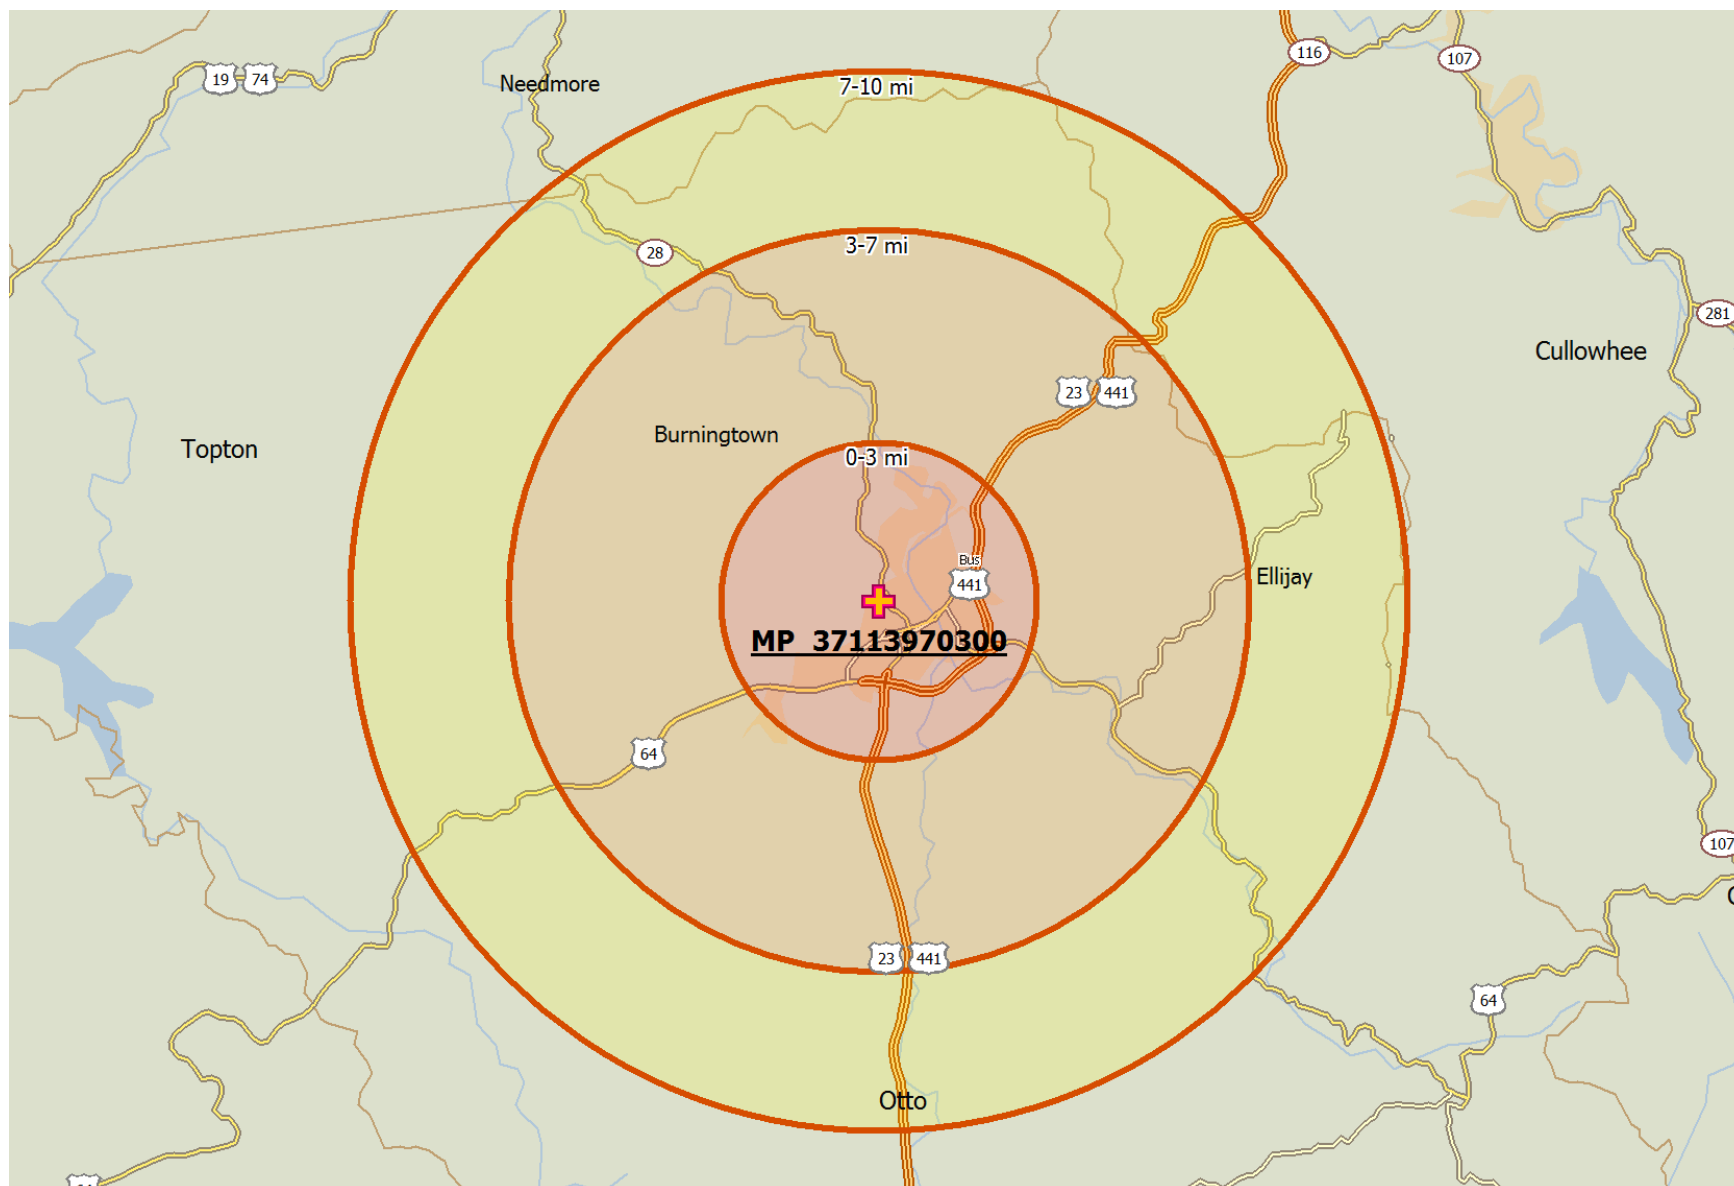 116
107
19
74
Needmore
7-10 mi
3-7 mi
28
281
Cullowhee
23
441
Burningtown
Topton
0-3 mi
Bus
441
Ellijay
MP 37113970300
64
107
23
441
64
Otto